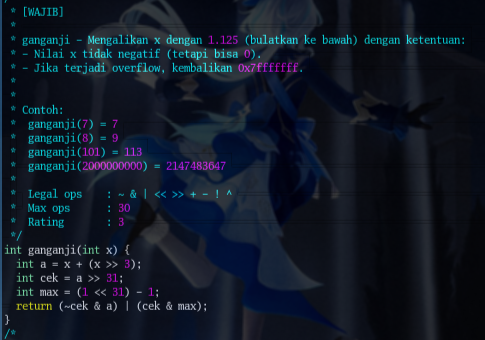 * [WAJIB]
*
* ganganji – Mengalikan x dengan 1.125 (bulatkan ke bawah) dengan ketentuan:
* – Nilai x tidak negatif (tetapi bisa 0).
* – Jika terjadi overflow, kembalikan 0x7fffffff.
*
*
* Contoh:
*  ganganji(7) = 7
*  ganganji(8) = 9
*  ganganji(101) = 113
*  ganganji(2000000000) = 2147483647
*
*  Legal ops   : ~ & | << >> + - ! ^
*  Max ops     : 30
*  Rating      : 3
*/
int ganganji(int x) {
  int a = x + (x >> 3);
  int cek = a >> 31;
  int max = (1 << 31) - 1;
  return (~cek & a) | (cek & max);
}
/*